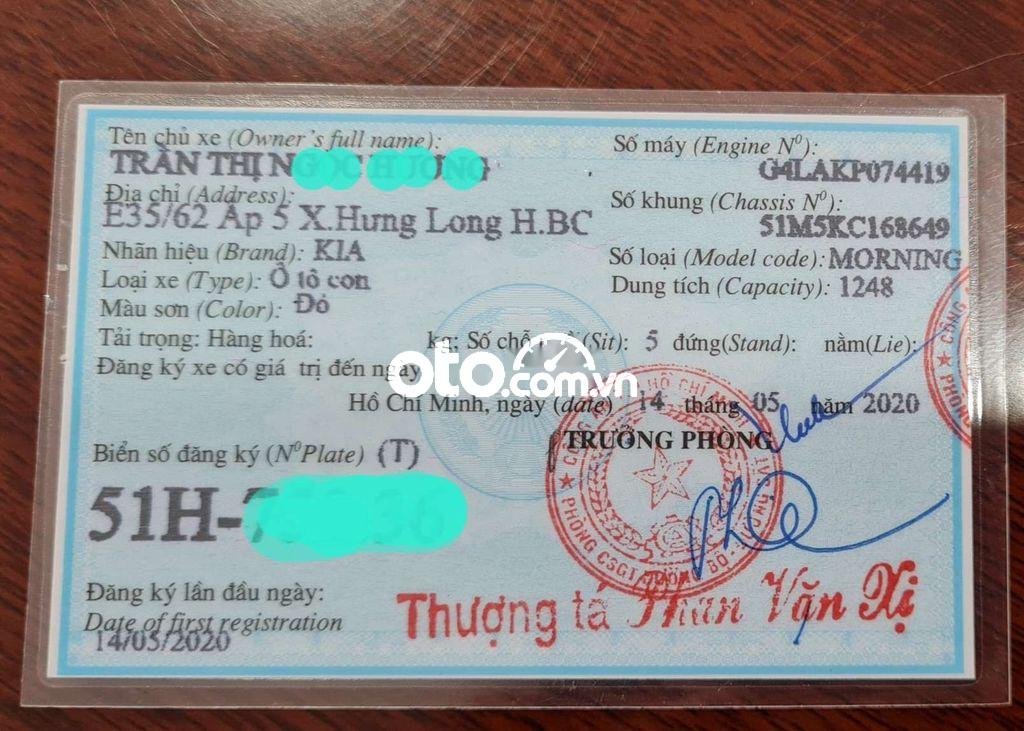 Tên chủ xe (Owner's full name):
TRẦN THỊ
Địa chỉ (Address):
E35/62 Ấp 5 X.Hưng Long H.BC
Nhãn hiệu (Brand): KIA
Loại xe (Type): Ô tô con
Màu sơn (Color): Đỏ
Số máy (Engine Nº):
G4LAKP074419
Số khung (Chassis Nº):
51M5KC168649
Số loại (Model code): MORNING
Dung tích (Capacity): 1248
Tải trọng: Hàng hoá: kg; Số chỗ (Sit): 5 đứng(Stand): nằm(Lie):
Đăng ký xe có giá trị đến ngày
oto.com.vn
Hồ Chí Minh, ngày (date) 14 tháng 05 năm 2020
TRƯỞNG PHÒNG
Biển số đăng ký (NºPlate) (T)
51H-
Đăng ký lần đầu ngày:
Date of first registration
14/05/2020
Thượng tá Phan Văn Xị